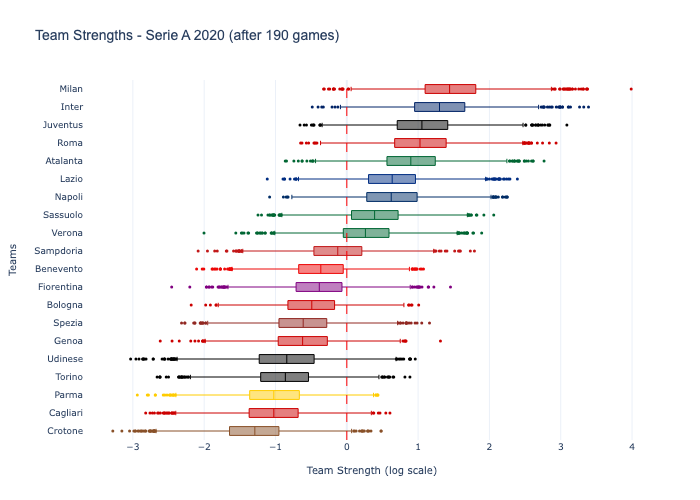 Team Strengths - Serie A 2020 (after 190 games)
Milan
Inter
Juventus
Roma
Atalanta
Lazio
Napoli
Sassuolo
Verona
Sampdoria
Benevento
Fiorentina
Bologna
Spezia
Genoa
Udinese
Torino
Parma
Cagliari
Crotone
Teams
−3 −2 −1 0 1 2 3 4
Team Strength (log scale)